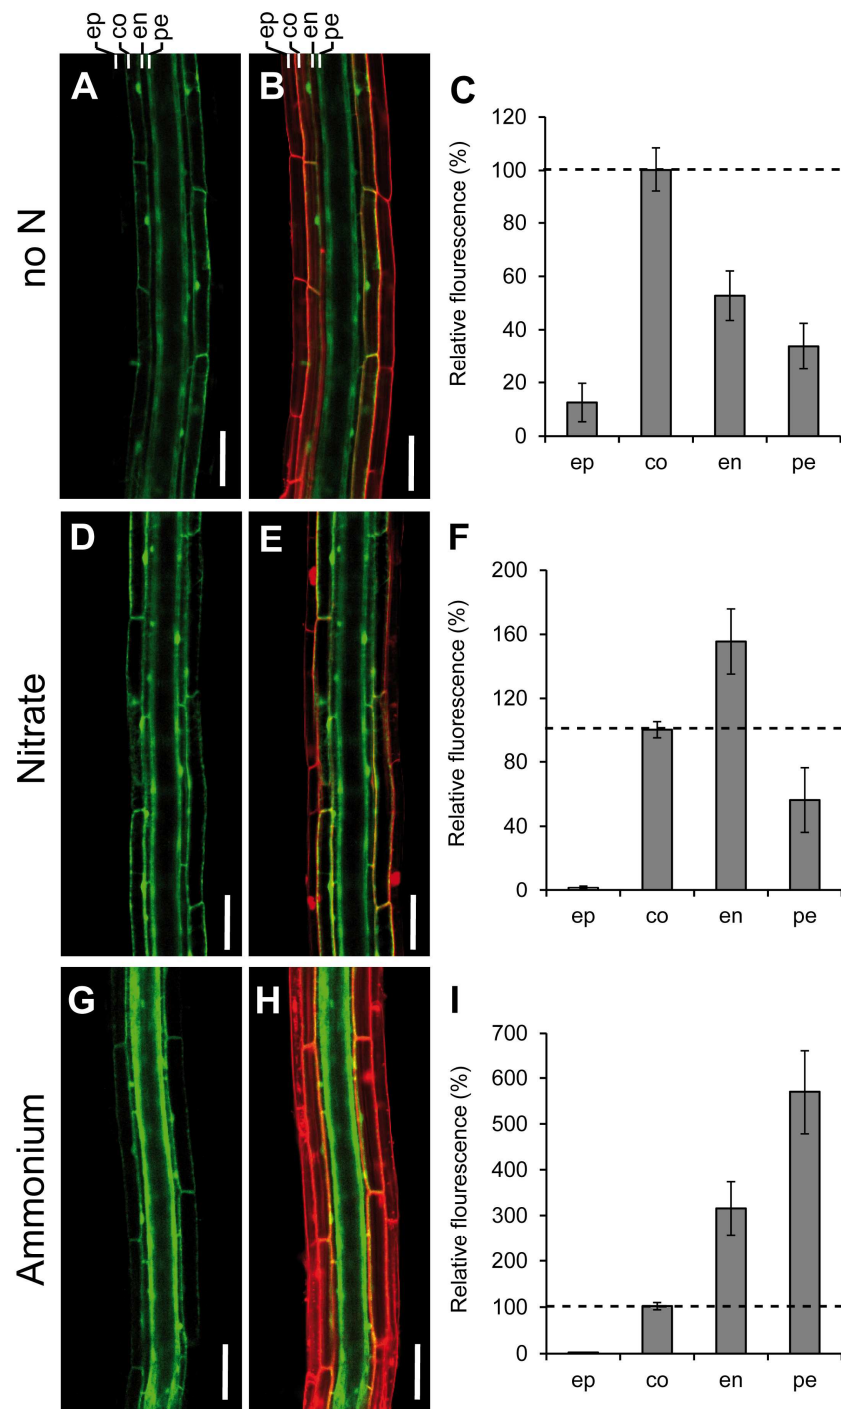 ep co en pe
ep co en pe
A
B
C
no N
Relative flourescence (%)
120
100
80
60
40
20
0
ep co en pe
D
E
F
Nitrate
Relative fluorescence (%)
200
160
120
80
40
0
ep co en pe
G
H
I
Ammonium
Relative flourescence (%)
700
600
500
400
300
200
100
0
ep co en pe